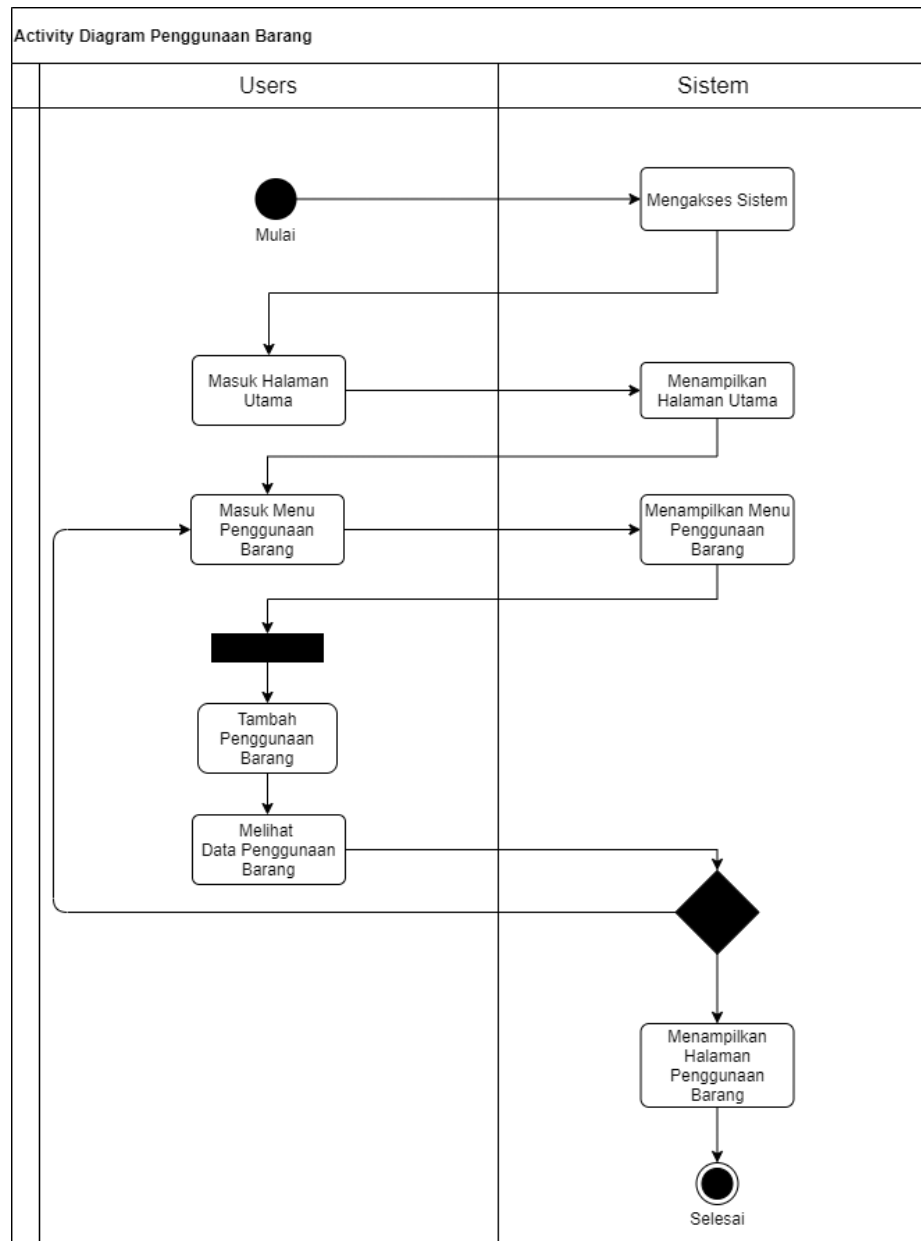 Activity Diagram Penggunaan Barang
Users
Sistem
Mulai
Mengakses Sistem
Masuk Halaman
Utama
Menampilkan
Halaman Utama
Masuk Menu
Penggunaan
Barang
Menampilkan Menu
Penggunaan
Barang
Tambah
Penggunaan
Barang
Melihat
Data Penggunaan
Barang
Menampilkan
Halaman
Penggunaan
Barang
Selesai